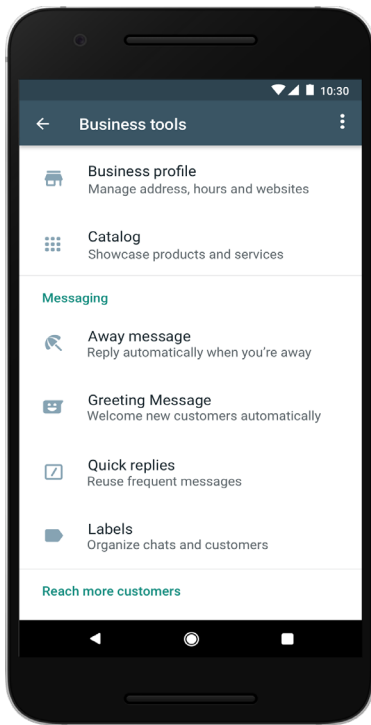 10:30
Business tools
Business profile
Manage address, hours and websites
Catalog
Showcase products and services
Messaging
Away message
Reply automatically when you're away
Greeting Message
Welcome new customers automatically
Quick replies
Reuse frequent messages
Labels
Organize chats and customers
Reach more customers